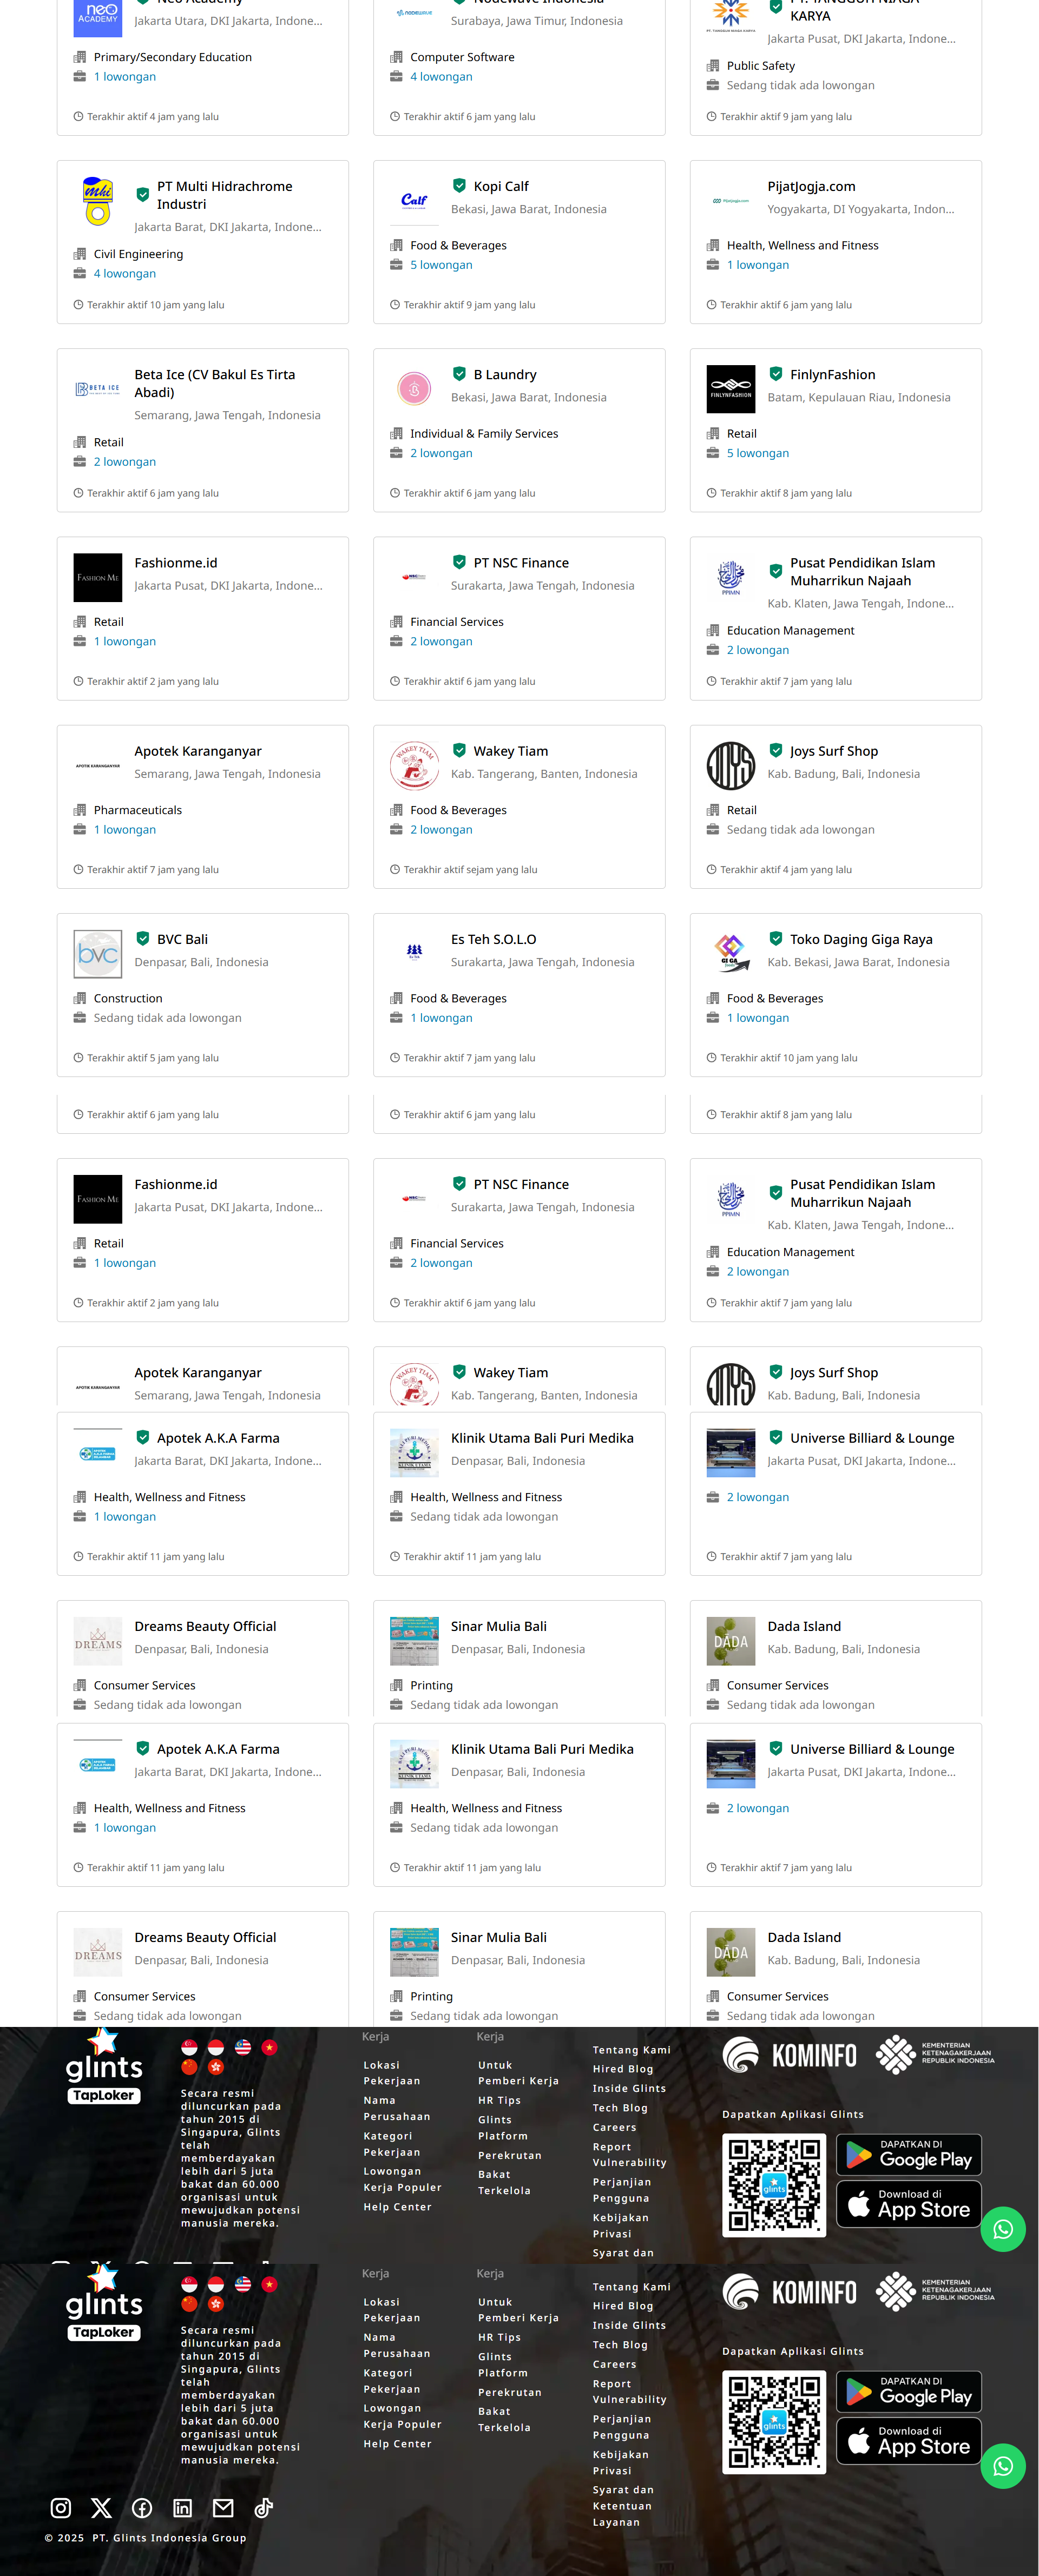 neo
ACADEMY
Jakarta Utara, DKI Jakarta, Indone...
Primary/Secondary Education
1 lowongan
Terakhir aktif 4 jam yang lalu
Surabaya, Jawa Timur, Indonesia
Computer Software
4 lowongan
Terakhir aktif 6 jam yang lalu
KARYA
Jakarta Pusat, DKI Jakarta, Indone...
Public Safety
Sedang tidak ada lowongan
Terakhir aktif 9 jam yang lalu
mhi
PT Multi Hidrachrome
Industri
Jakarta Barat, DKI Jakarta, Indone...
Civil Engineering
4 lowongan
Terakhir aktif 10 jam yang lalu
Calf
Kopi Calf
Bekasi, Jawa Barat, Indonesia
Food & Beverages
5 lowongan
Terakhir aktif 9 jam yang lalu
PijatJogja.com
PijatJogja.com
Yogyakarta, DI Yogyakarta, Indon...
Health, Wellness and Fitness
1 lowongan
Terakhir aktif 6 jam yang lalu
BETA ICE
Beta Ice (CV Bakul Es Tirta
Abadi)
Semarang, Jawa Tengah, Indonesia
Retail
2 lowongan
Terakhir aktif 6 jam yang lalu
B Laundry
Bekasi, Jawa Barat, Indonesia
Individual & Family Services
2 lowongan
Terakhir aktif 6 jam yang lalu
FINLYNFASHION
FinlynFashion
Batam, Kepulauan Riau, Indonesia
Retail
5 lowongan
Terakhir aktif 8 jam yang lalu
FASHION ME
Fashionme.id
Jakarta Pusat, DKI Jakarta, Indone...
Retail
1 lowongan
Terakhir aktif 2 jam yang lalu
PT NSC Finance
Surakarta, Jawa Tengah, Indonesia
Financial Services
2 lowongan
Terakhir aktif 6 jam yang lalu
PPIMN
Pusat Pendidikan Islam
Muharrikun Najaah
Kab. Klaten, Jawa Tengah, Indone...
Education Management
2 lowongan
Terakhir aktif 7 jam yang lalu
APOTIK KARANGANYAR
Apotek Karanganyar
Semarang, Jawa Tengah, Indonesia
Pharmaceuticals
1 lowongan
Terakhir aktif 7 jam yang lalu
WAKEY TIAM
Wakey Tiam
Kab. Tangerang, Banten, Indonesia
Food & Beverages
2 lowongan
Terakhir aktif sejam yang lalu
JOYS
Joys Surf Shop
Kab. Badung, Bali, Indonesia
Retail
Sedang tidak ada lowongan
Terakhir aktif 4 jam yang lalu
bvc
BVC Bali
Denpasar, Bali, Indonesia
Construction
Sedang tidak ada lowongan
Terakhir aktif 5 jam yang lalu
Es Teh S.O.L.O
Surakarta, Jawa Tengah, Indonesia
Food & Beverages
1 lowongan
Terakhir aktif 7 jam yang lalu
GIGA
Toko Daging Giga Raya
Kab. Bekasi, Jawa Barat, Indonesia
Food & Beverages
1 lowongan
Terakhir aktif 10 jam yang lalu
Terakhir aktif 6 jam yang lalu
Terakhir aktif 6 jam yang lalu
Terakhir aktif 8 jam yang lalu
FASHION ME
Fashionme.id
Jakarta Pusat, DKI Jakarta, Indone...
Retail
1 lowongan
Terakhir aktif 2 jam yang lalu
PT NSC Finance
Surakarta, Jawa Tengah, Indonesia
Financial Services
2 lowongan
Terakhir aktif 6 jam yang lalu
PPIMN
Pusat Pendidikan Islam
Muharrikun Najaah
Kab. Klaten, Jawa Tengah, Indone...
Education Management
2 lowongan
Terakhir aktif 7 jam yang lalu
APOTIK KARANGANYAR
Apotek Karanganyar
Semarang, Jawa Tengah, Indonesia
WAKEY TIAM
Wakey Tiam
Kab. Tangerang, Banten, Indonesia
Joys Surf Shop
Kab. Badung, Bali, Indonesia
Apotek A.K.A Farma
Jakarta Barat, DKI Jakarta, Indone...
Health, Wellness and Fitness
1 lowongan
Terakhir aktif 11 jam yang lalu
Klinik Utama Bali Puri Medika
Denpasar, Bali, Indonesia
Health, Wellness and Fitness
Sedang tidak ada lowongan
Terakhir aktif 11 jam yang lalu
Universe Billiard & Lounge
Jakarta Pusat, DKI Jakarta, Indone...
2 lowongan
Terakhir aktif 7 jam yang lalu
DREAMS
Dreams Beauty Official
Denpasar, Bali, Indonesia
Consumer Services
Sedang tidak ada lowongan
Sinar Mulia Bali
Denpasar, Bali, Indonesia
Printing
Sedang tidak ada lowongan
DADA
Dada Island
Kab. Badung, Bali, Indonesia
Consumer Services
Sedang tidak ada lowongan
Apotek A.K.A Farma
Jakarta Barat, DKI Jakarta, Indone...
Health, Wellness and Fitness
1 lowongan
Terakhir aktif 11 jam yang lalu
Klinik Utama Bali Puri Medika
Denpasar, Bali, Indonesia
Health, Wellness and Fitness
Sedang tidak ada lowongan
Terakhir aktif 11 jam yang lalu
Universe Billiard & Lounge
Jakarta Pusat, DKI Jakarta, Indone...
2 lowongan
Terakhir aktif 7 jam yang lalu
DREAMS
Dreams Beauty Official
Denpasar, Bali, Indonesia
Consumer Services
Sedang tidak ada lowongan
Sinar Mulia Bali
Denpasar, Bali, Indonesia
Printing
Sedang tidak ada lowongan
DADA
Dada Island
Kab. Badung, Bali, Indonesia
Consumer Services
Sedang tidak ada lowongan
glints
TapLoker
Secara resmi
diluncurkan pada
tahun 2015 di
Singapura, Glints
telah
memberdayakan
lebih dari 5 juta
bakat dan 60.000
organisasi untuk
mewujudkan potensi
manusia mereka.
Kerja
Lokasi
Pekerjaan
Nama
Perusahaan
Kategori
Pekerjaan
Lowongan
Kerja Populer
Help Center
Kerja
Untuk
Pemberi Kerja
HR Tips
Glints
Platform
Perekrutan
Bakat
Terkelola
Tentang Kami
Hired Blog
Inside Glints
Tech Blog
Careers
Report
Vulnerability
Perjanjian
Pengguna
Kebijakan
Privasi
Syarat dan
KOMINFO
KEMENTERIAN
KETENAGAKERJAAN
REPUBLIK INDONESIA
Dapatkan Aplikasi Glints
glints
DAPATKAN DI
Google Play
Download di
App Store
glints
TapLoker
Secara resmi
diluncurkan pada
tahun 2015 di
Singapura, Glints
telah
memberdayakan
lebih dari 5 juta
bakat dan 60.000
organisasi untuk
mewujudkan potensi
manusia mereka.
Kerja
Lokasi
Pekerjaan
Nama
Perusahaan
Kategori
Pekerjaan
Lowongan
Kerja Populer
Help Center
Kerja
Untuk
Pemberi Kerja
HR Tips
Glints
Platform
Perekrutan
Bakat
Terkelola
Tentang Kami
Hired Blog
Inside Glints
Tech Blog
Careers
Report
Vulnerability
Perjanjian
Pengguna
Kebijakan
Privasi
Syarat dan
Ketentuan
Layanan
KOMINFO
KEMENTERIAN
KETENAGAKERJAAN
REPUBLIK INDONESIA
Dapatkan Aplikasi Glints
glints
DAPATKAN DI
Google Play
Download di
App Store
© 2025 PT. Glints Indonesia Group